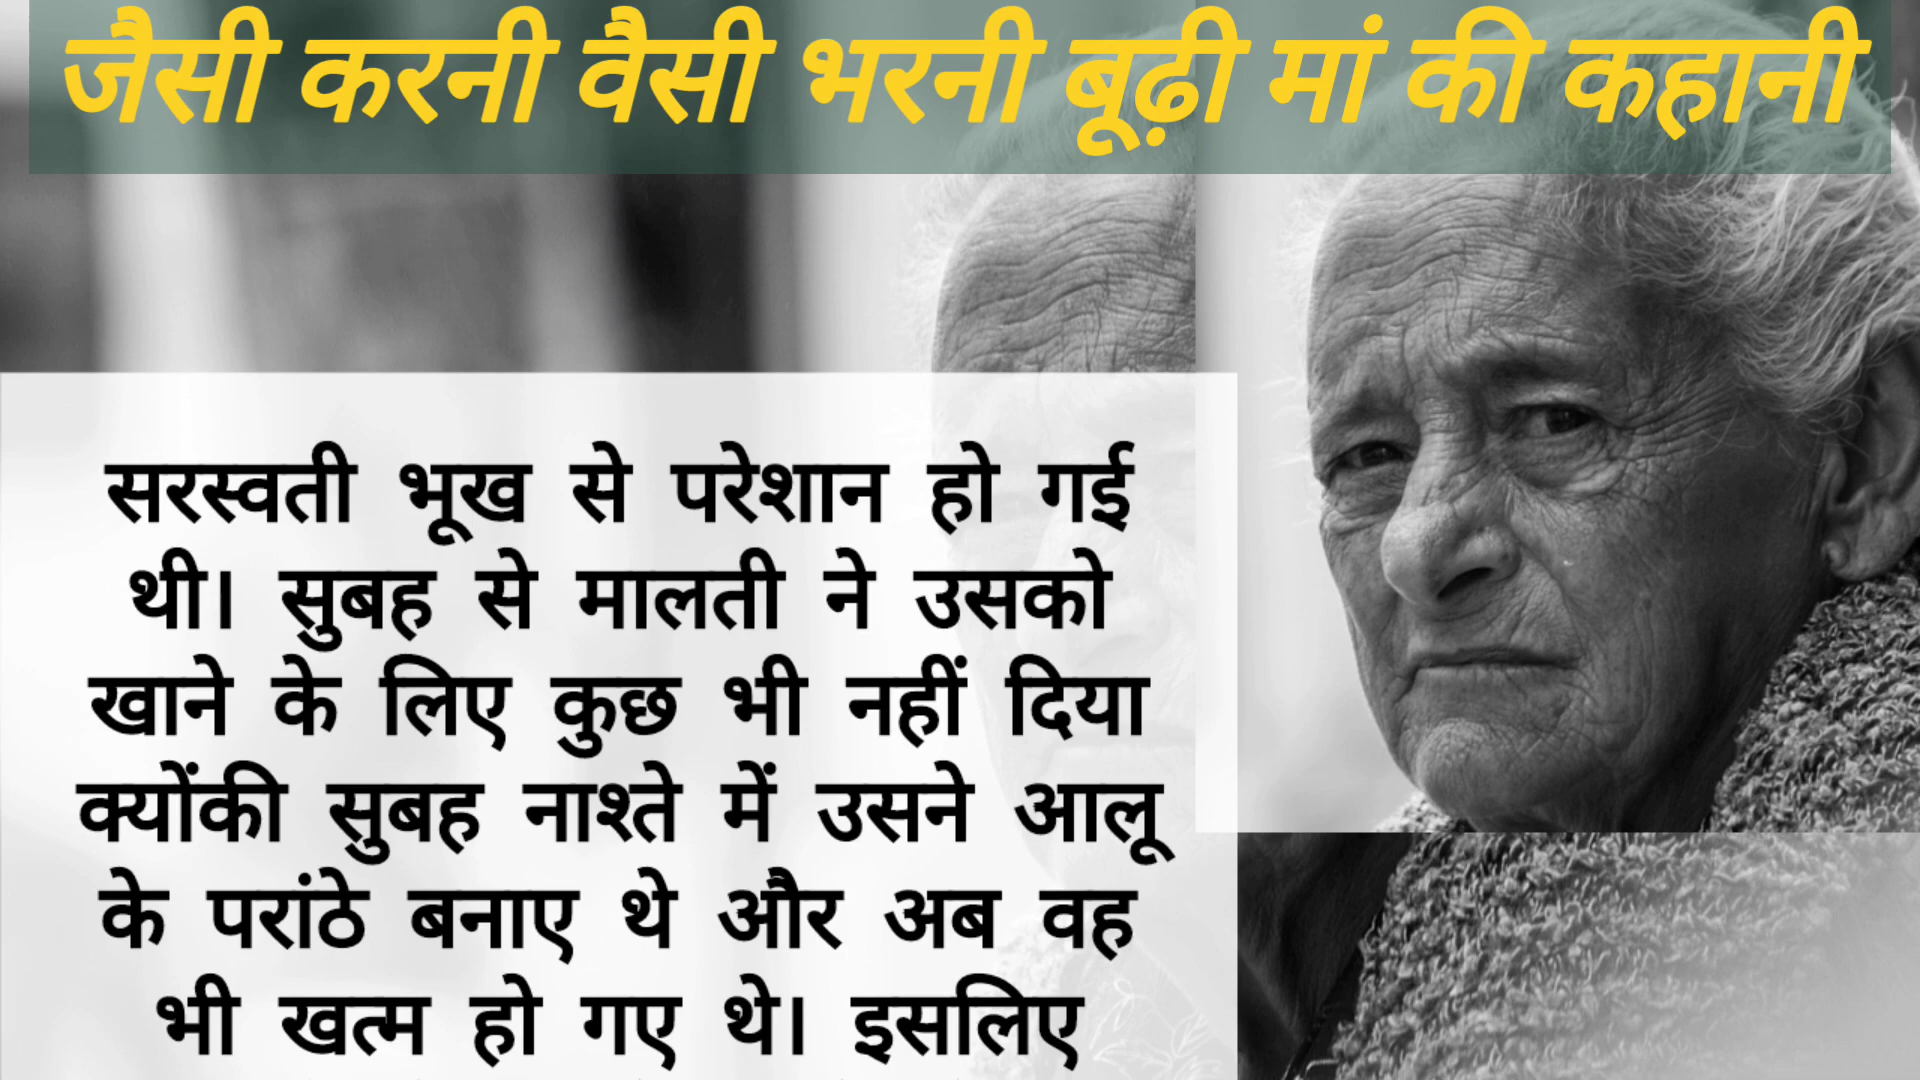 जैसी करनी वैसी भरनी बूढ़ी मां की कहानी
सरस्वती भूख से परेशान हो गई
थी। सुबह से मालती ने उसको
खाने के लिए कुछ भी नहीं दिया
क्योंकी सुबह नाश्ते में उसने आलू
के परांठे बनाए थे और अब वह
भी खत्म हो गए थे। इसलिए